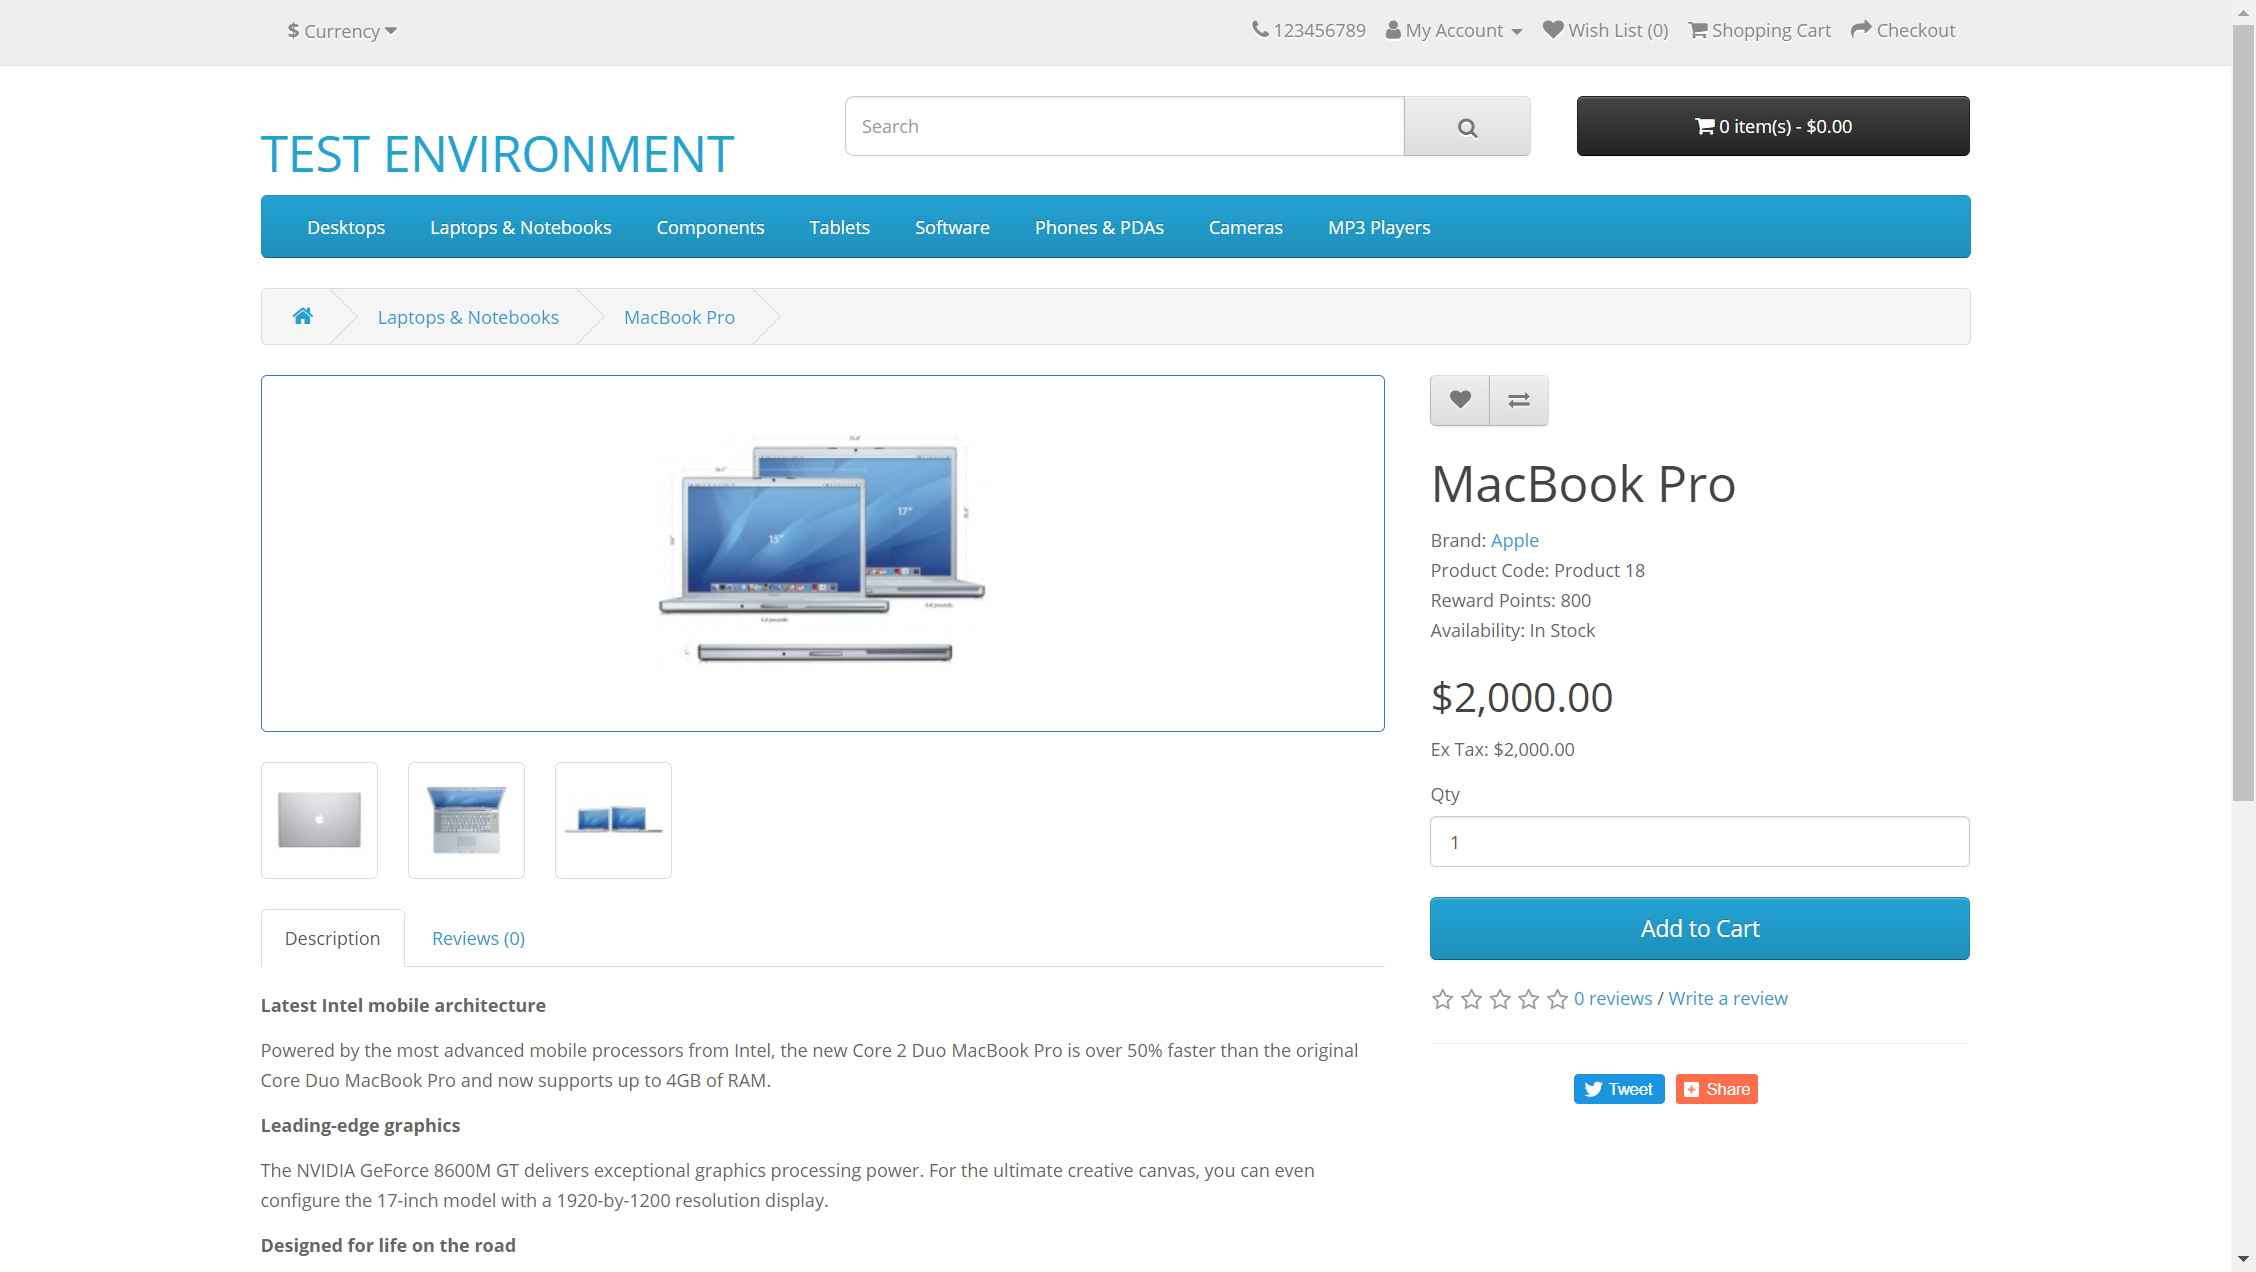 $ Currency
123456789 My Account Wish List (0) Shopping Cart Checkout
TEST ENVIRONMENT
Search
0 item(s) - $0.00
Desktops Laptops & Notebooks Components Tablets Software Phones & PDAs Cameras MP3 Players
Laptops & Notebooks MacBook Pro
17"
15"
MacBook Pro
Brand: Apple
Product Code: Product 18
Reward Points: 800
Availability: In Stock
$2,000.00
Ex Tax: $2,000.00
Qty
1
Add to Cart
0 reviews / Write a review
Tweet Share
Description Reviews (0)
Latest Intel mobile architecture
Powered by the most advanced mobile processors from Intel, the new Core 2 Duo MacBook Pro is over 50% faster than the original
Core Duo MacBook Pro and now supports up to 4GB of RAM.
Leading-edge graphics
The NVIDIA GeForce 8600M GT delivers exceptional graphics processing power. For the ultimate creative canvas, you can even
configure the 17-inch model with a 1920-by-1200 resolution display.
Designed for life on the road